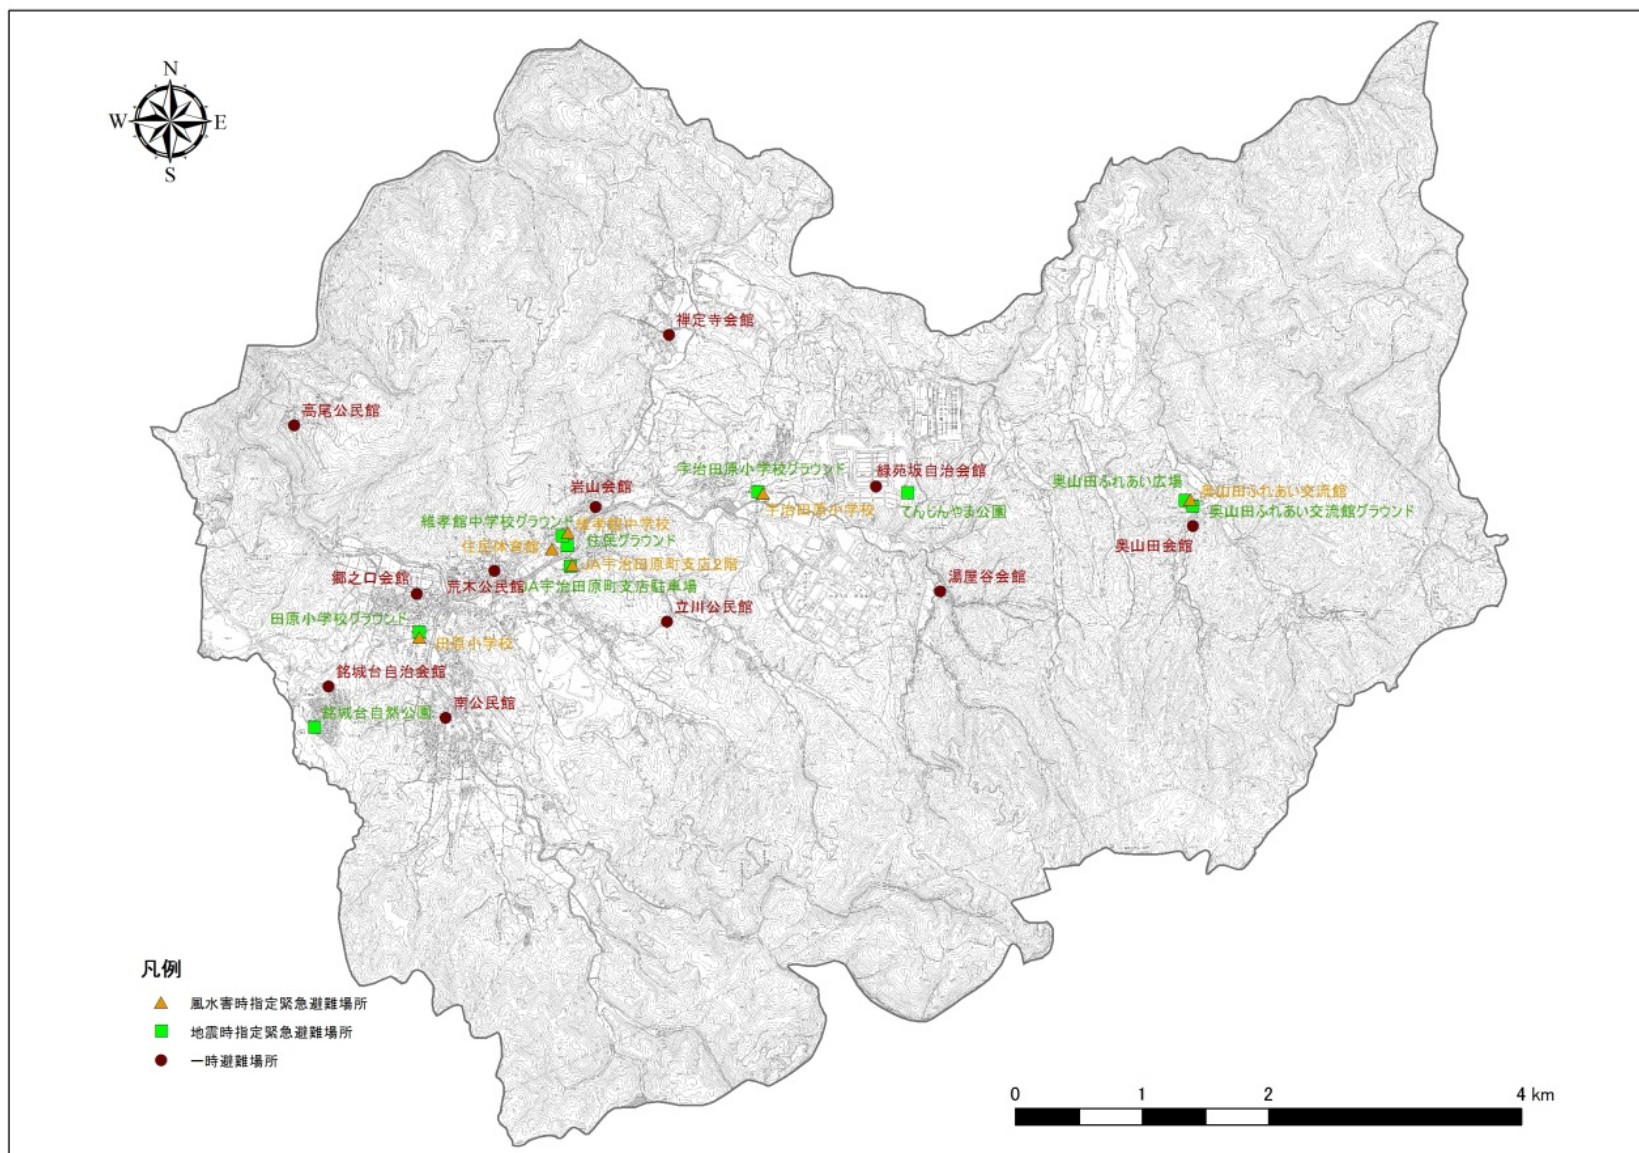 N
W
E
S
禅定寺会館
高尾公民館
宇治田原小学校グラウンド
緑苑坂自治会館
岩山会館
宇治田原小学校
てんじんやま公園
奥山田ふれあい広場
奥山田ふれあい交流館
奥山田ふれあい交流館グラウンド
奥山田会館
維孝館中学校グラウンド
維孝館中学校
住民体育館
住民グラウンド
JA宇治田原町支店2階
JA宇治田原町支店駐車場
郷之口会館
荒木公民館
湯屋谷会館
立川公民館
田原小学校グラウンド
田原小学校
銘城台自治会館
銘城台自然公園
南公民館
凡例
風水害時指定緊急避難場所
地震時指定緊急避難場所
一時避難場所
0 1 2 4 km